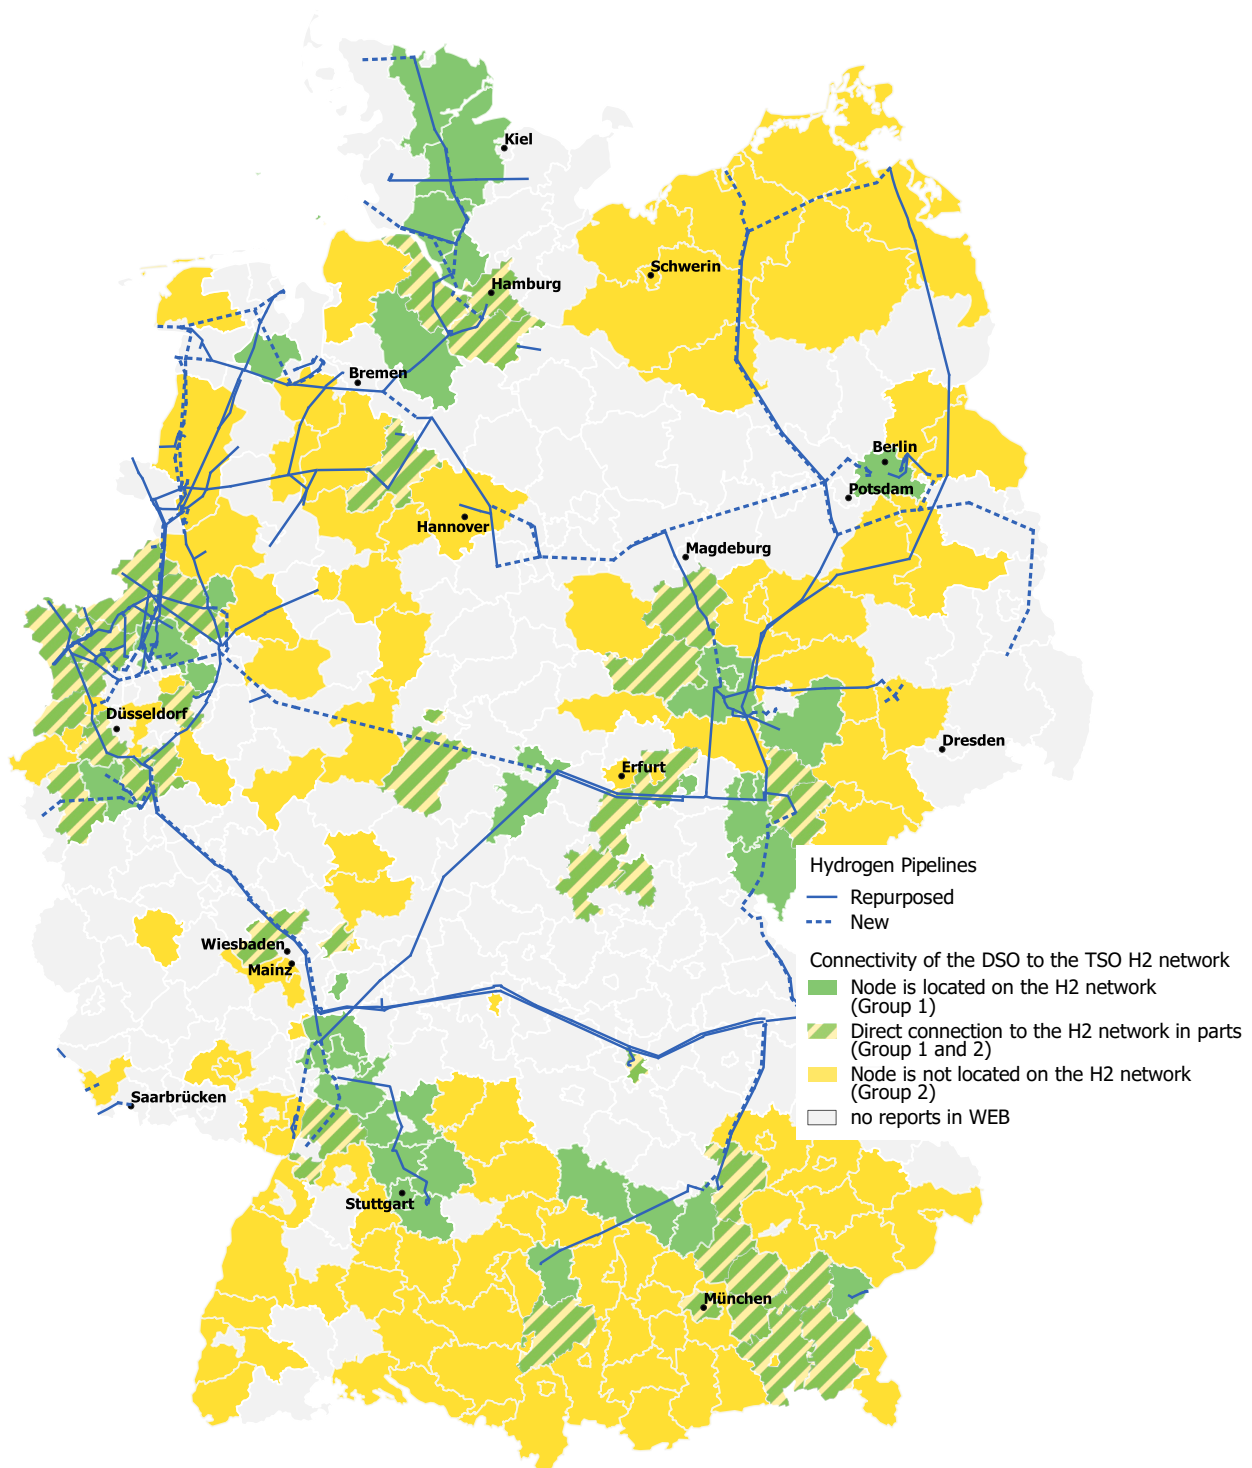 Kiel
Schwerin
Hamburg
Bremen
Berlin
Potsdam
Hannover
Magdeburg
Düsseldorf
Dresden
Erfurt
Wiesbaden
Mainz
Saarbrücken
Stuttgart
München
Hydrogen Pipelines
Repurposed
New
Connectivity of the DSO to the TSO H2 network
Node is located on the H2 network
(Group 1)
Direct connection to the H2 network in parts
(Group 1 and 2)
Node is not located on the H2 network
(Group 2)
no reports in WEB